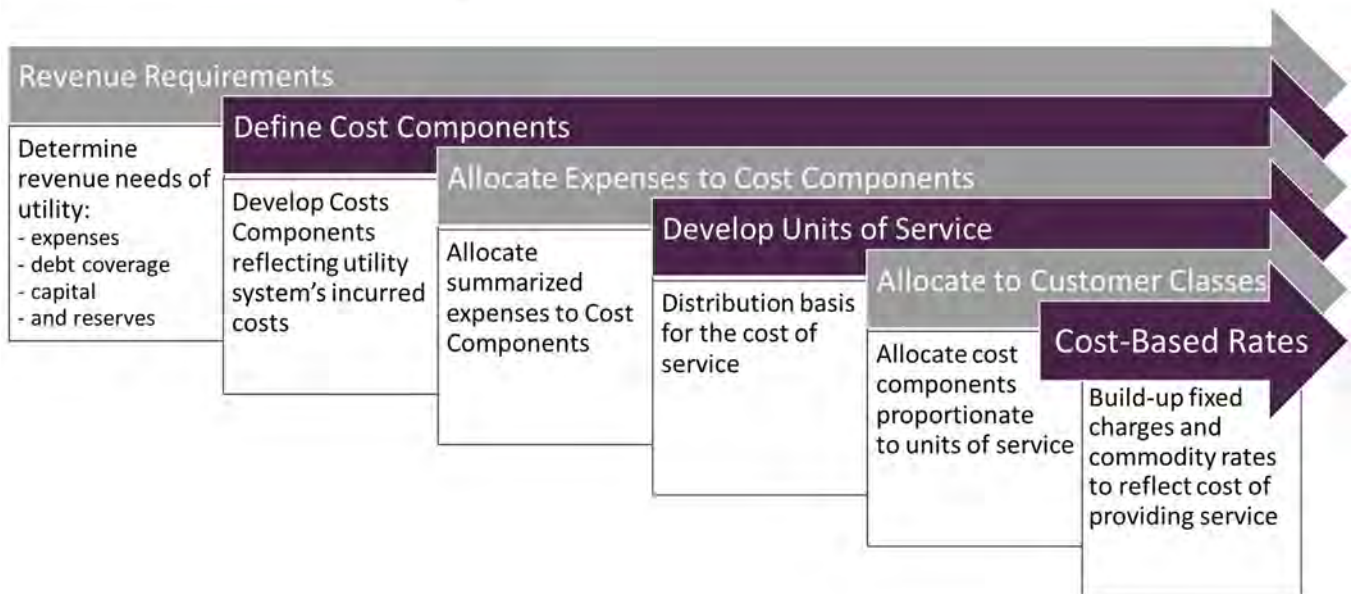 Revenue Requirements
Determine
revenue needs of
utility:
- expenses
- debt coverage
- capital
- and reserves
Define Cost Components
Develop Costs
Components
reflecting utility
system's incurred
costs
Allocate Expenses to Cost Components
Allocate
summarized
expenses to Cost
Components
Develop Units of Service
Distribution basis
for the cost of
service
Allocate to Customer Classes
Allocate cost
components
proportionate
to units of service
Cost-Based Rates
Build-up fixed
charges and
commodity rates
to reflect cost of
providing service